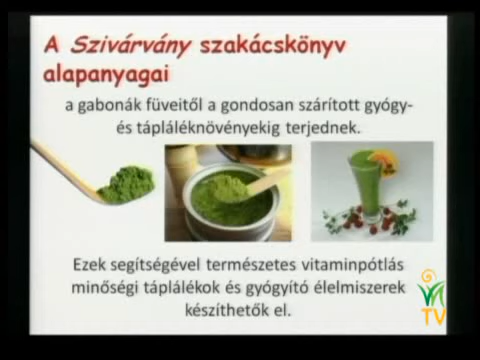 A Szivárvány szakácskönyv
alapanyagai
a gabonák füveitől a gondosan szárított gyógy-
és tápláléknövényekig terjednek.
Ezek segítségével természetes vitaminpótlás
minőségi táplálékok és gyógyító élelmiszerek
készíthetők el.
TV